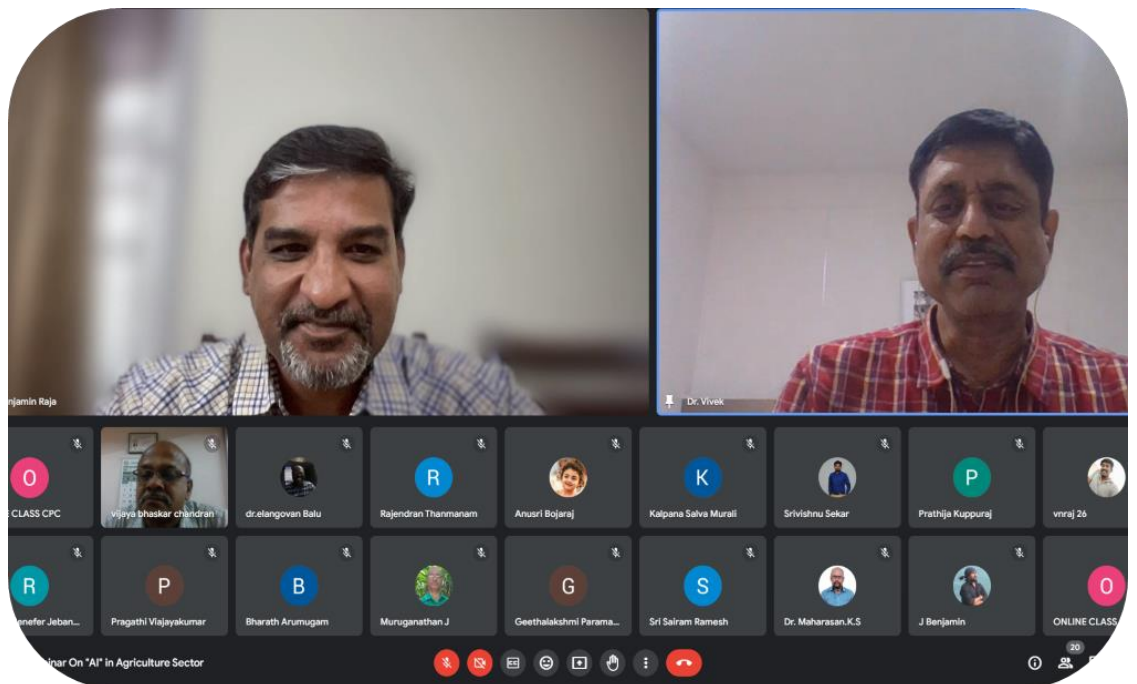 njamin Raja
Dr. Vivek
O
CLASS CPC
vijaya bhaskar chandran
dr.elangovan Balu
R
Rajendran Thanmanam
Anusri Bojaraj
K
Kalpana Salva Murali
Srivishnu Sekar
P
Prathija Kuppuraj
vnraj 26
R
enefer Jeban...
P
Pragathi Viajayakumar
B
Bharath Arumugam
Muruganathan J
G
Geethalakshmi Parama...
S
Sri Sairam Ramesh
Dr. Maharasan.K.S
J Benjamin
O
ONLINE CLASS
inar On "AI" in Agriculture Sector
CC
20